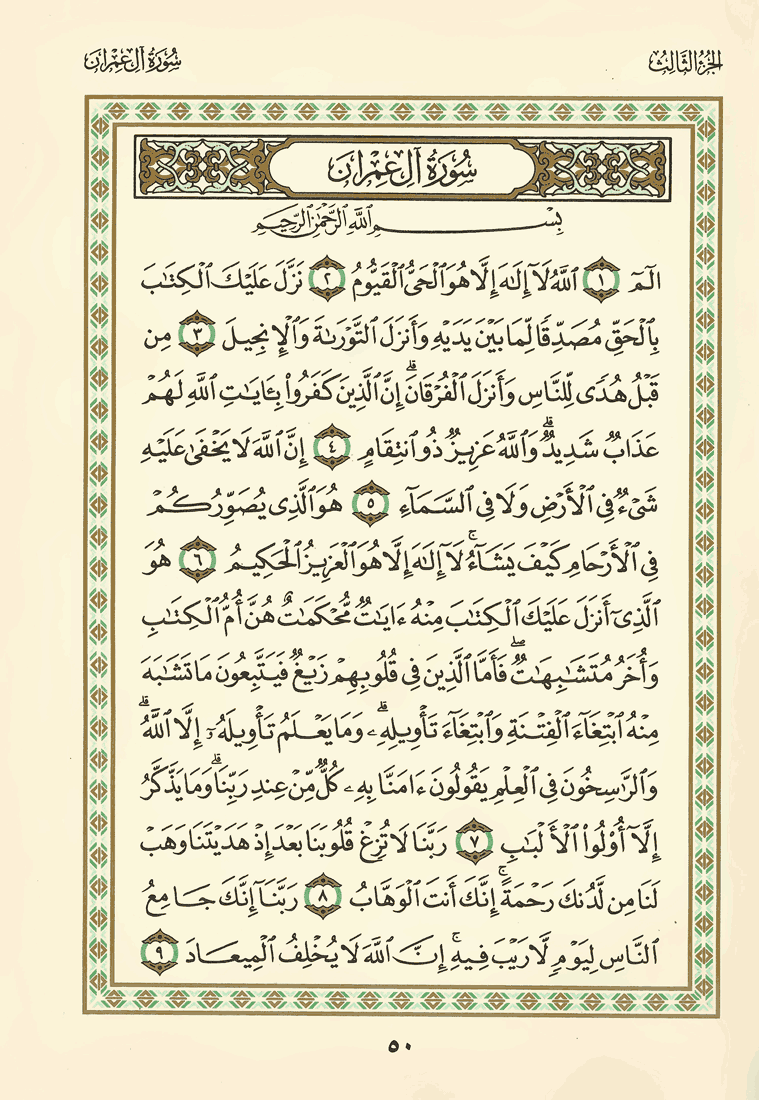 الجزء الثالث
سورة آل عمران
سُورَةُ آلِ عِمْرَانَ
بِسْمِ ٱللَّهِ ٱلرَّحْمَٰنِ ٱلرَّحِيمِ
الٓمٓ ١ ٱللَّهُ لَآ إِلَٰهَ إِلَّا هُوَ ٱلْحَىُّ ٱلْقَيُّومُ ٢ نَزَّلَ عَلَيْكَ ٱلْكِتَٰبَ
بِٱلْحَقِّ مُصَدِّقًا لِّمَا بَيْنَ يَدَيْهِ وَأَنزَلَ ٱلتَّوْرَىٰةَ وَٱلْإِنجِيلَ ٣ مِن
قَبْلُ هُدًى لِّلنَّاسِ وَأَنزَلَ ٱلْفُرْقَانَ ۗ إِنَّ ٱلَّذِينَ كَفَرُوا۟ بِـَٔايَٰتِ ٱللَّهِ لَهُمْ
عَذَابٌ شَدِيدٌ ۗ وَٱللَّهُ عَزِيزٌ ذُو ٱنتِقَامٍ ٤ إِنَّ ٱللَّهَ لَا يَخْفَىٰ عَلَيْهِ
شَىْءٌ فِى ٱلْأَرْضِ وَلَا فِى ٱلسَّمَآءِ ٥ هُوَ ٱلَّذِى يُصَوِّرُكُمْ
فِى ٱلْأَرْحَامِ كَيْفَ يَشَآءُ ۚ لَآ إِلَٰهَ إِلَّا هُوَ ٱلْعَزِيزُ ٱلْحَكِيمُ ٦ هُوَ
ٱلَّذِىٓ أَنزَلَ عَلَيْكَ ٱلْكِتَٰبَ مِنْهُ ءَايَٰتٌ مُّحْكَمَٰتٌ هُنَّ أُمُّ ٱلْكِتَٰبِ
وَأُخَرُ مُتَشَٰبِهَٰتٌ ۖ فَأَمَّا ٱلَّذِينَ فِى قُلُوبِهِمْ زَيْغٌ فَيَتَّبِعُونَ مَا تَشَٰبَهَ
مِنْهُ ٱبْتِغَآءَ ٱلْفِتْنَةِ وَٱبْتِغَآءَ تَأْوِيلِهِۦ ۗ وَمَا يَعْلَمُ تَأْوِيلَهُۥٓ إِلَّا ٱللَّهُ ۗ
وَٱلرَّٰسِخُونَ فِى ٱلْعِلْمِ يَقُولُونَ ءَامَنَّا بِهِۦ كُلٌّ مِّنْ عِندِ رَبِّنَا ۗ وَمَا يَذَّكَّرُ
إِلَّآ أُو۟لُوا۟ ٱلْأَلْبَٰبِ ٧ رَبَّنَا لَا تُزِغْ قُلُوبَنَا بَعْدَ إِذْ هَدَيْتَنَا وَهَبْ
لَنَا مِن لَّدُنكَ رَحْمَةً ۚ إِنَّكَ أَنتَ ٱلْوَهَّابُ ٨ رَبَّنَآ إِنَّكَ جَامِعُ
ٱلنَّاسِ لِيَوْمٍ لَّا رَيْبَ فِيهِ ۚ إِنَّ ٱللَّهَ لَا يُخْلِفُ ٱلْمِيعَادَ ٩
٥٠